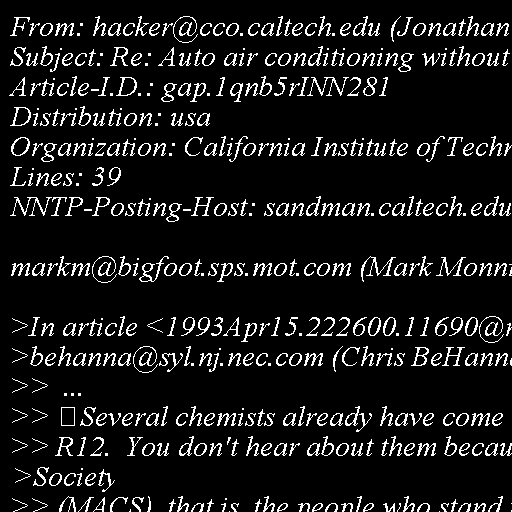 From: hacker@cco.caltech.edu (Jonathan
Subject: Re: Auto air conditioning without
Article-I.D.: gap.1qnb5rINN281
Distribution: usa
Organization: California Institute of Techn
Lines: 39
NNTP-Posting-Host: sandman.caltech.edu
markm@bigfoot.sps.mot.com (Mark Monni
>In article <1993Apr15.222600.11690@n
>behanna@syl.nj.nec.com (Chris BeHanna
>> ...
>> Several chemists already have come
>> R12.  You don't hear about them becau
>Society
>> (MACS), that is, the people who stand